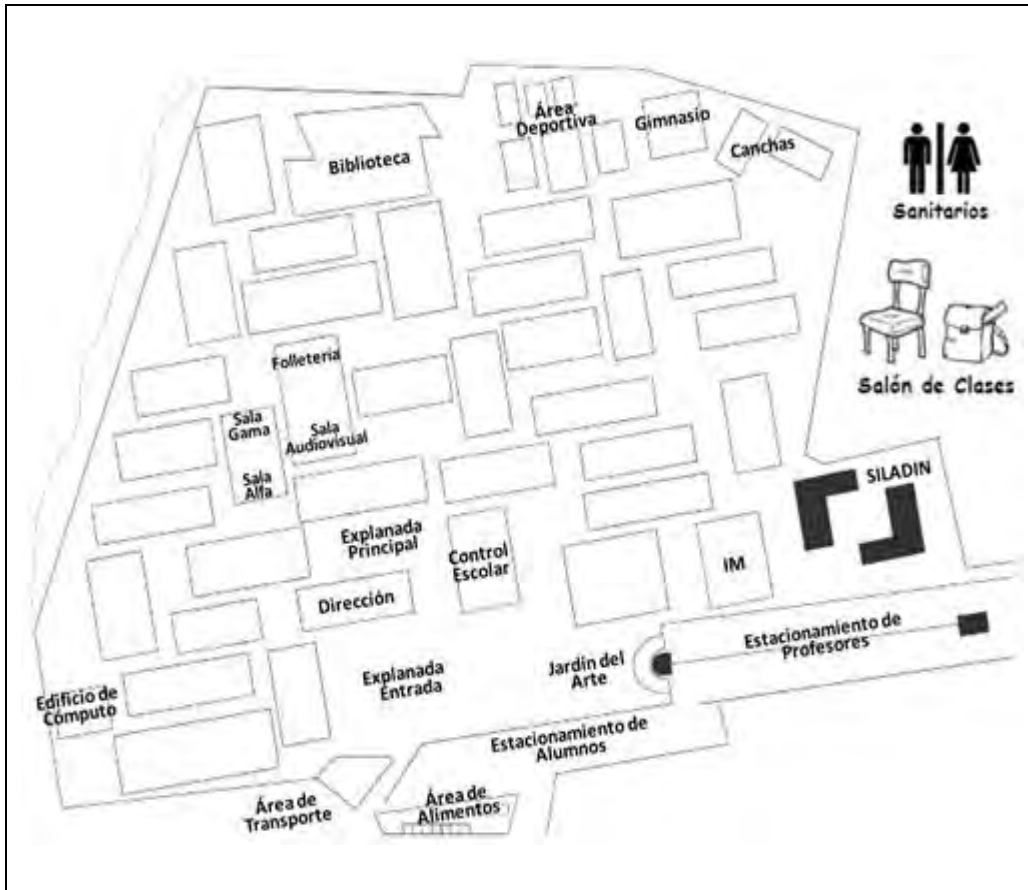 Área
Deportiva
Gimnasio
Canchas
Biblioteca
Sanitarios
Salón de Clases
Folletería
Sala
Gama
Sala
Audiovisual
Sala
Alfa
SILADIN
Explanada
Principal
Control
Escolar
IM
Dirección
Estacionamiento de
Profesores
Jardín del
Arte
Explanada
Entrada
Edificio de
Cómputo
Estacionamiento de
Alumnos
Área de
Transporte
Área de
Alimentos